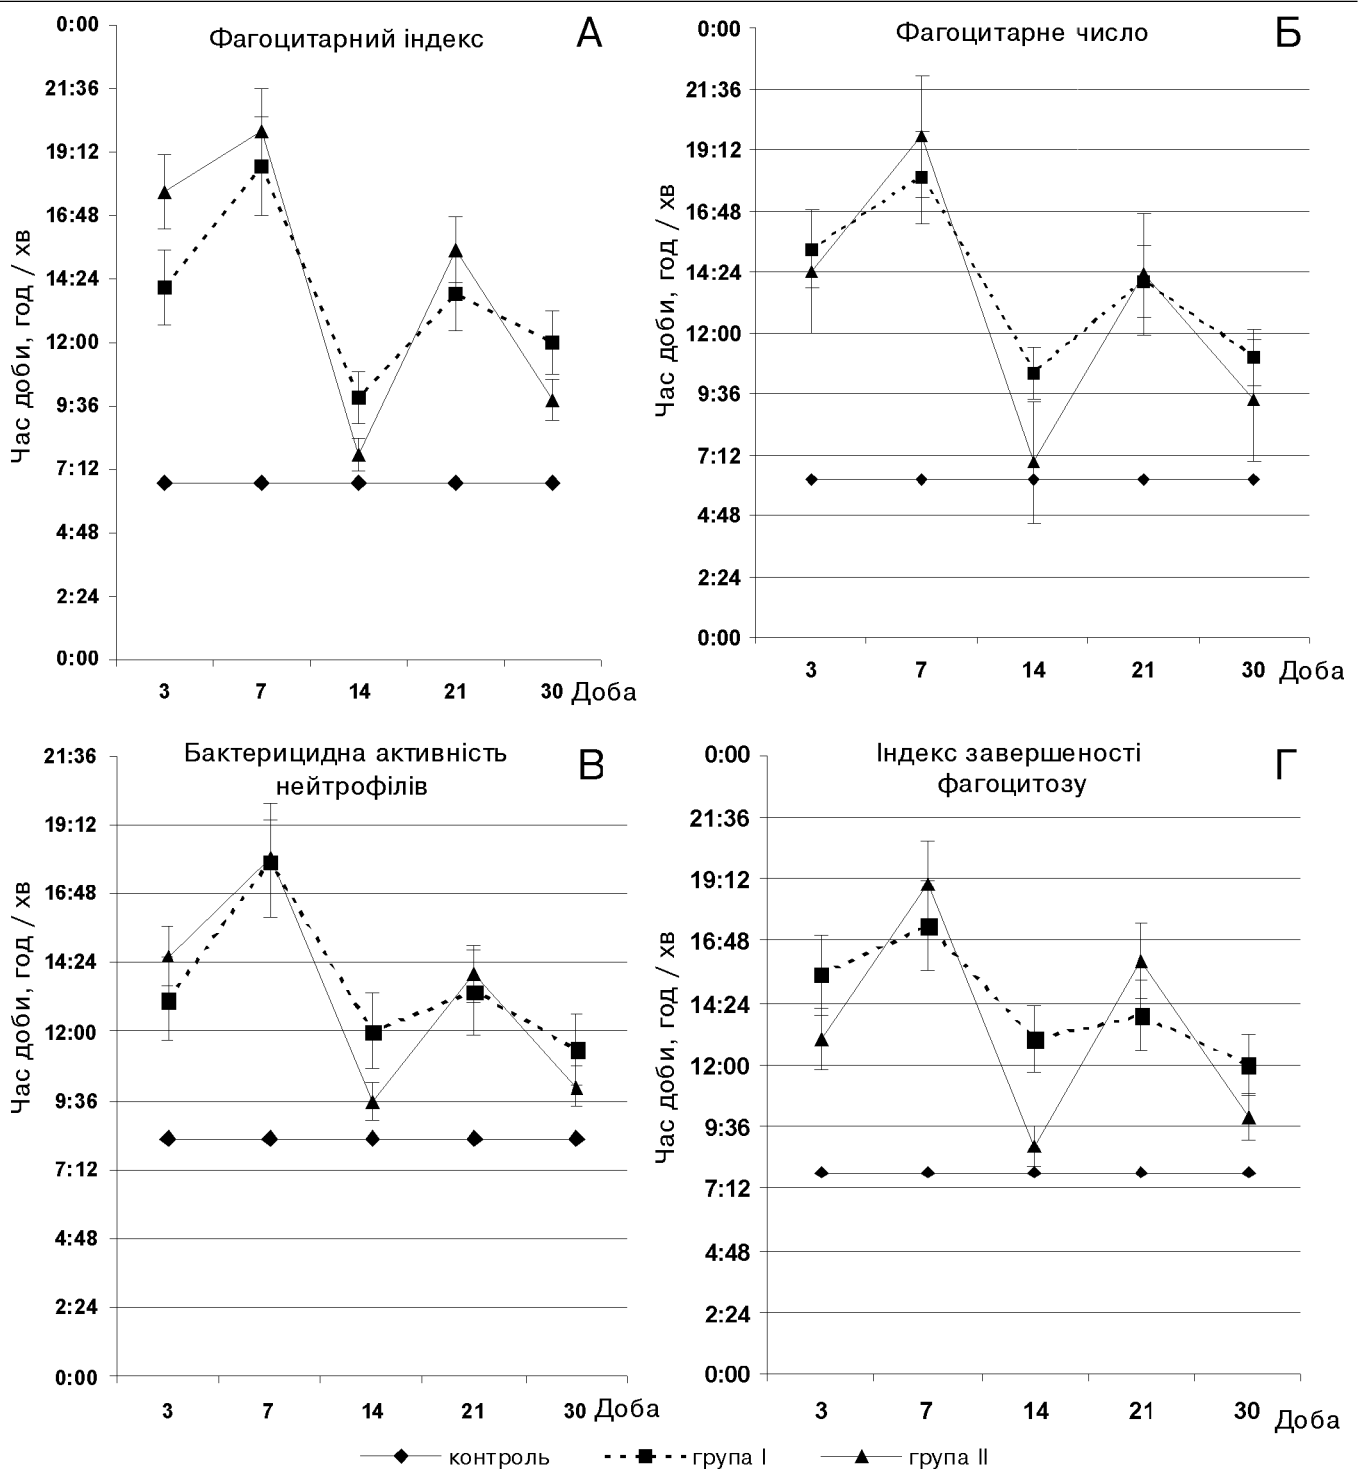 Фагоцитарний індекс
А
Час доби, год / хв
0:00
21:36
19:12
16:48
14:24
12:00
9:36
7:12
4:48
2:24
0:00
3 7 14 21 30 Доба
Фагоцитарне число
Б
Час доби, год / хв
0:00
21:36
19:12
16:48
14:24
12:00
9:36
7:12
4:48
2:24
0:00
3 7 14 21 30 Доба
Бактерицидна активність
нейтрофілів
В
Час доби, год / хв
21:36
19:12
16:48
14:24
12:00
9:36
7:12
4:48
2:24
0:00
3 7 14 21 30 Доба
Індекс завершеності
фагоцитозу
Г
Час доби, год / хв
0:00
21:36
19:12
16:48
14:24
12:00
9:36
7:12
4:48
2:24
0:00
3 7 14 21 30 Доба
контроль група I група II